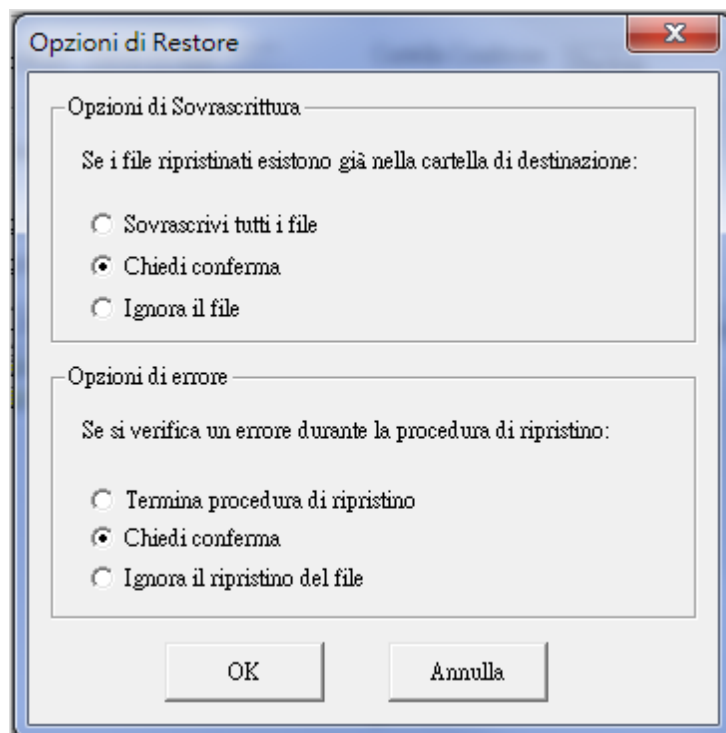 Opzioni di Restore
Opzioni di Sovrascrittura
Se i file ripristinati esistono già nella cartella di destinazione:
Sovrascrivi tutti i file
Chiedi conferma
Ignora il file
Opzioni di errore
Se si verifica un errore durante la procedura di ripristino:
Termina procedura di ripristino
Chiedi conferma
Ignora il ripristino del file
OK
Annulla